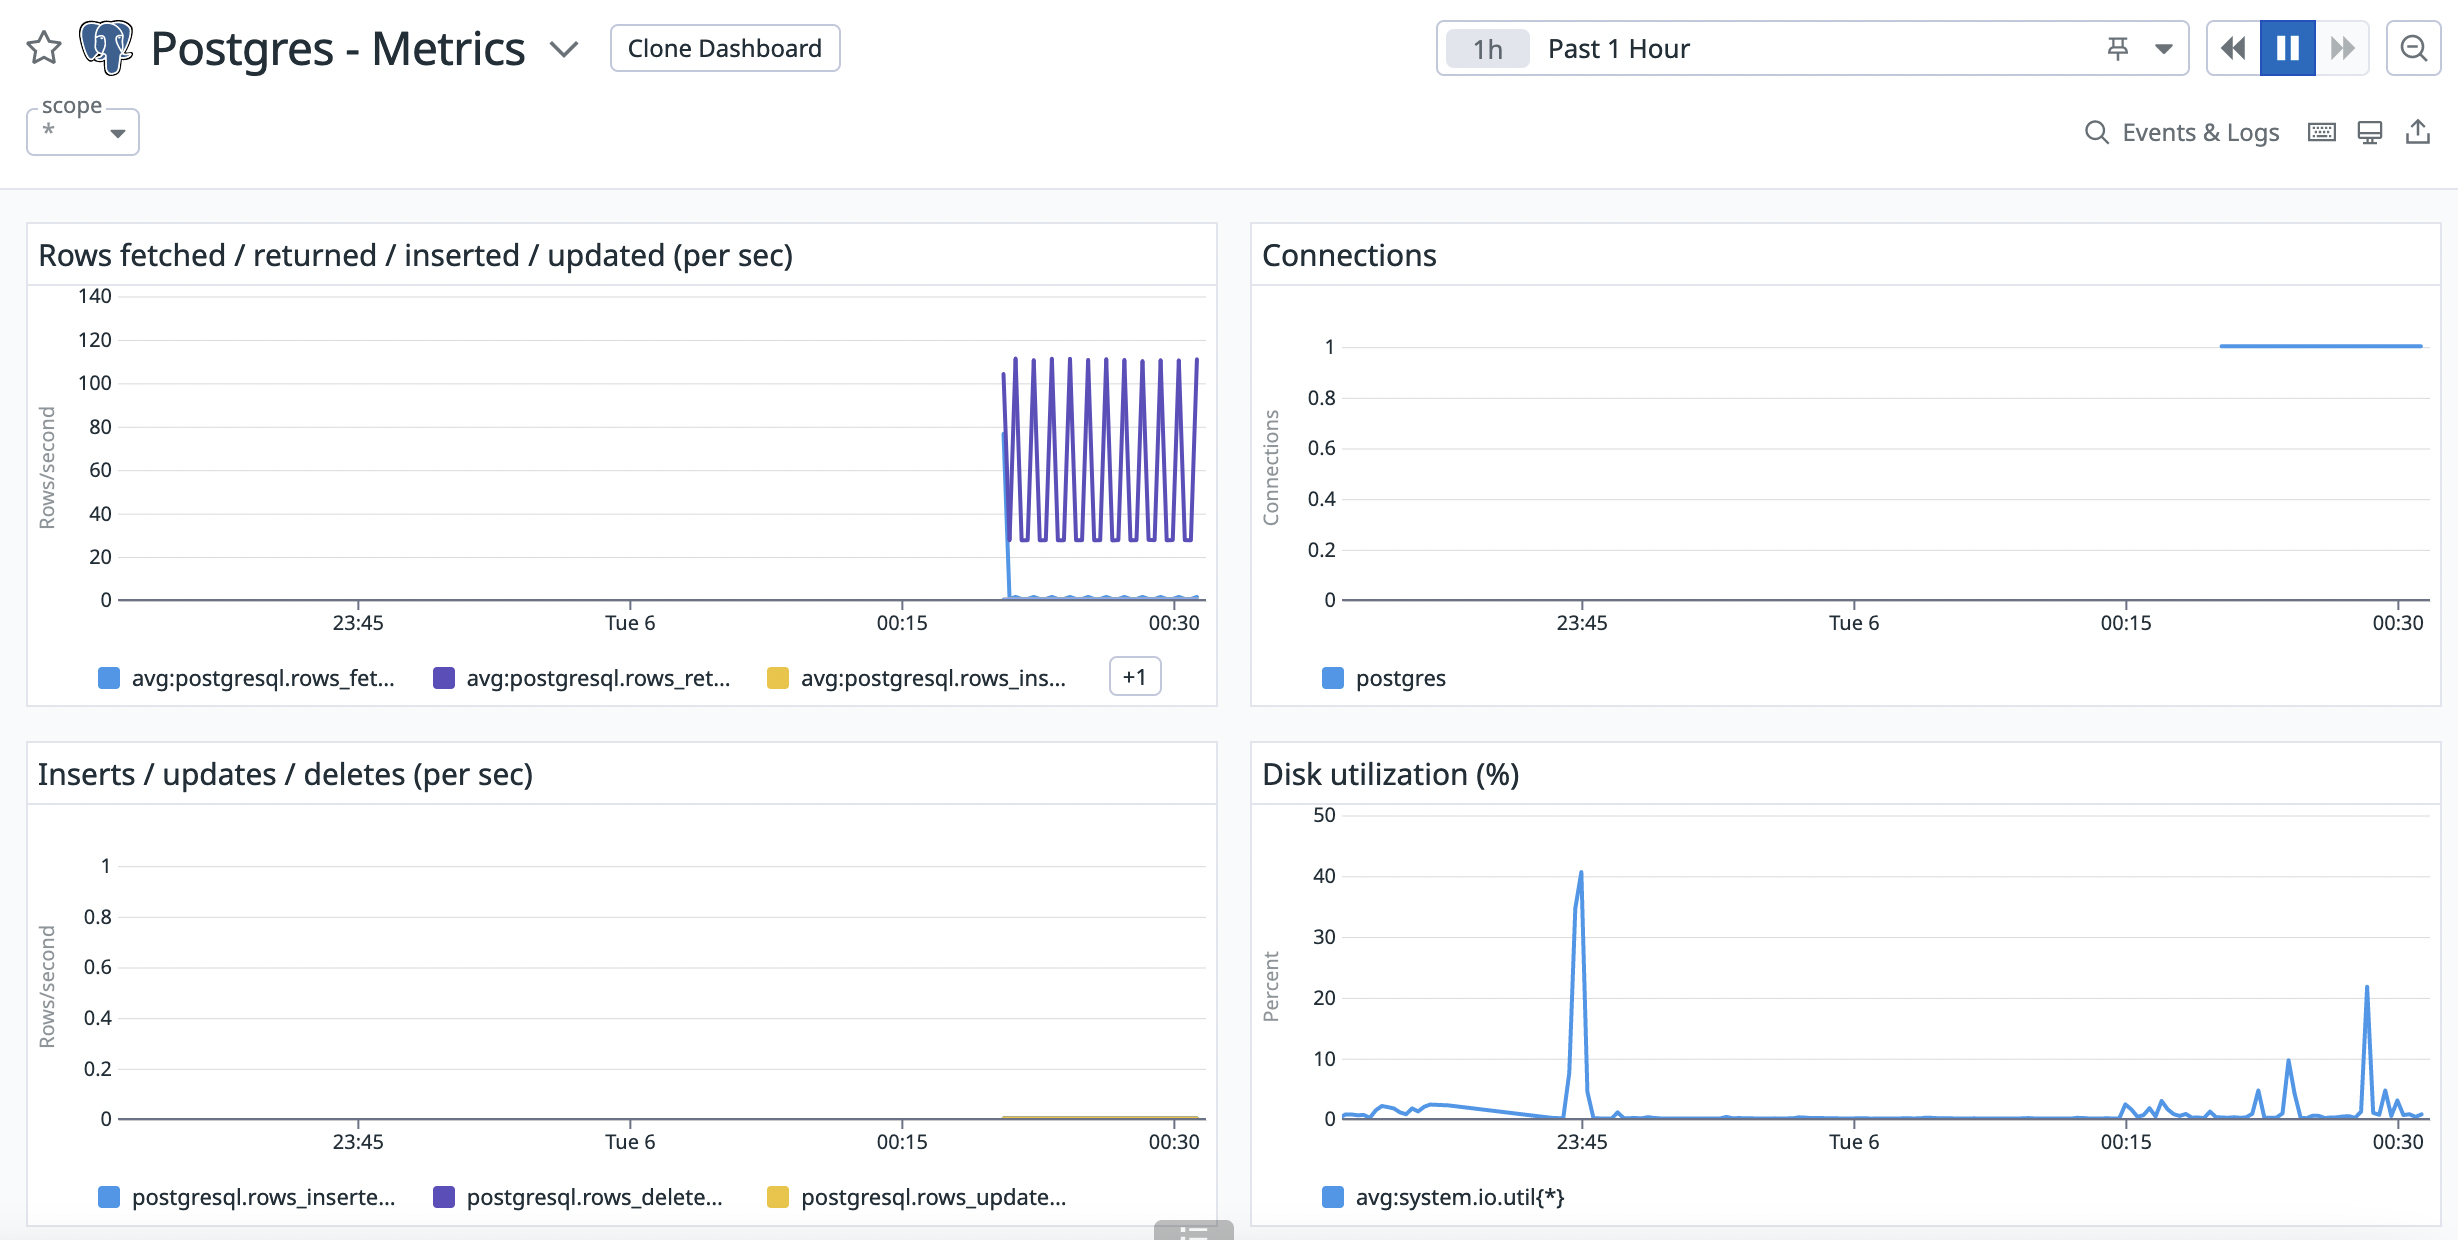 Postgres - Metrics
Clone Dashboard
1h Past 1 Hour
scope
*
Events & Logs
Rows fetched / returned / inserted / updated (per sec)
Rows/second
140
120
100
80
60
40
20
0
23:45 Tue 6 00:15 00:30
avg:postgresql.rows_fet... avg:postgresql.rows_ret... avg:postgresql.rows_ins... +1
Connections
Connections
1
0.8
0.6
0.4
0.2
0
23:45 Tue 6 00:15 00:30
postgres
Inserts / updates / deletes (per sec)
Rows/second
1
0.8
0.6
0.4
0.2
0
23:45 Tue 6 00:15 00:30
postgresql.rows_inserte... postgresql.rows_delete... postgresql.rows_update...
Disk utilization (%)
Percent
50
40
30
20
10
0
23:45 Tue 6 00:15 00:30
avg:system.io.util{*}